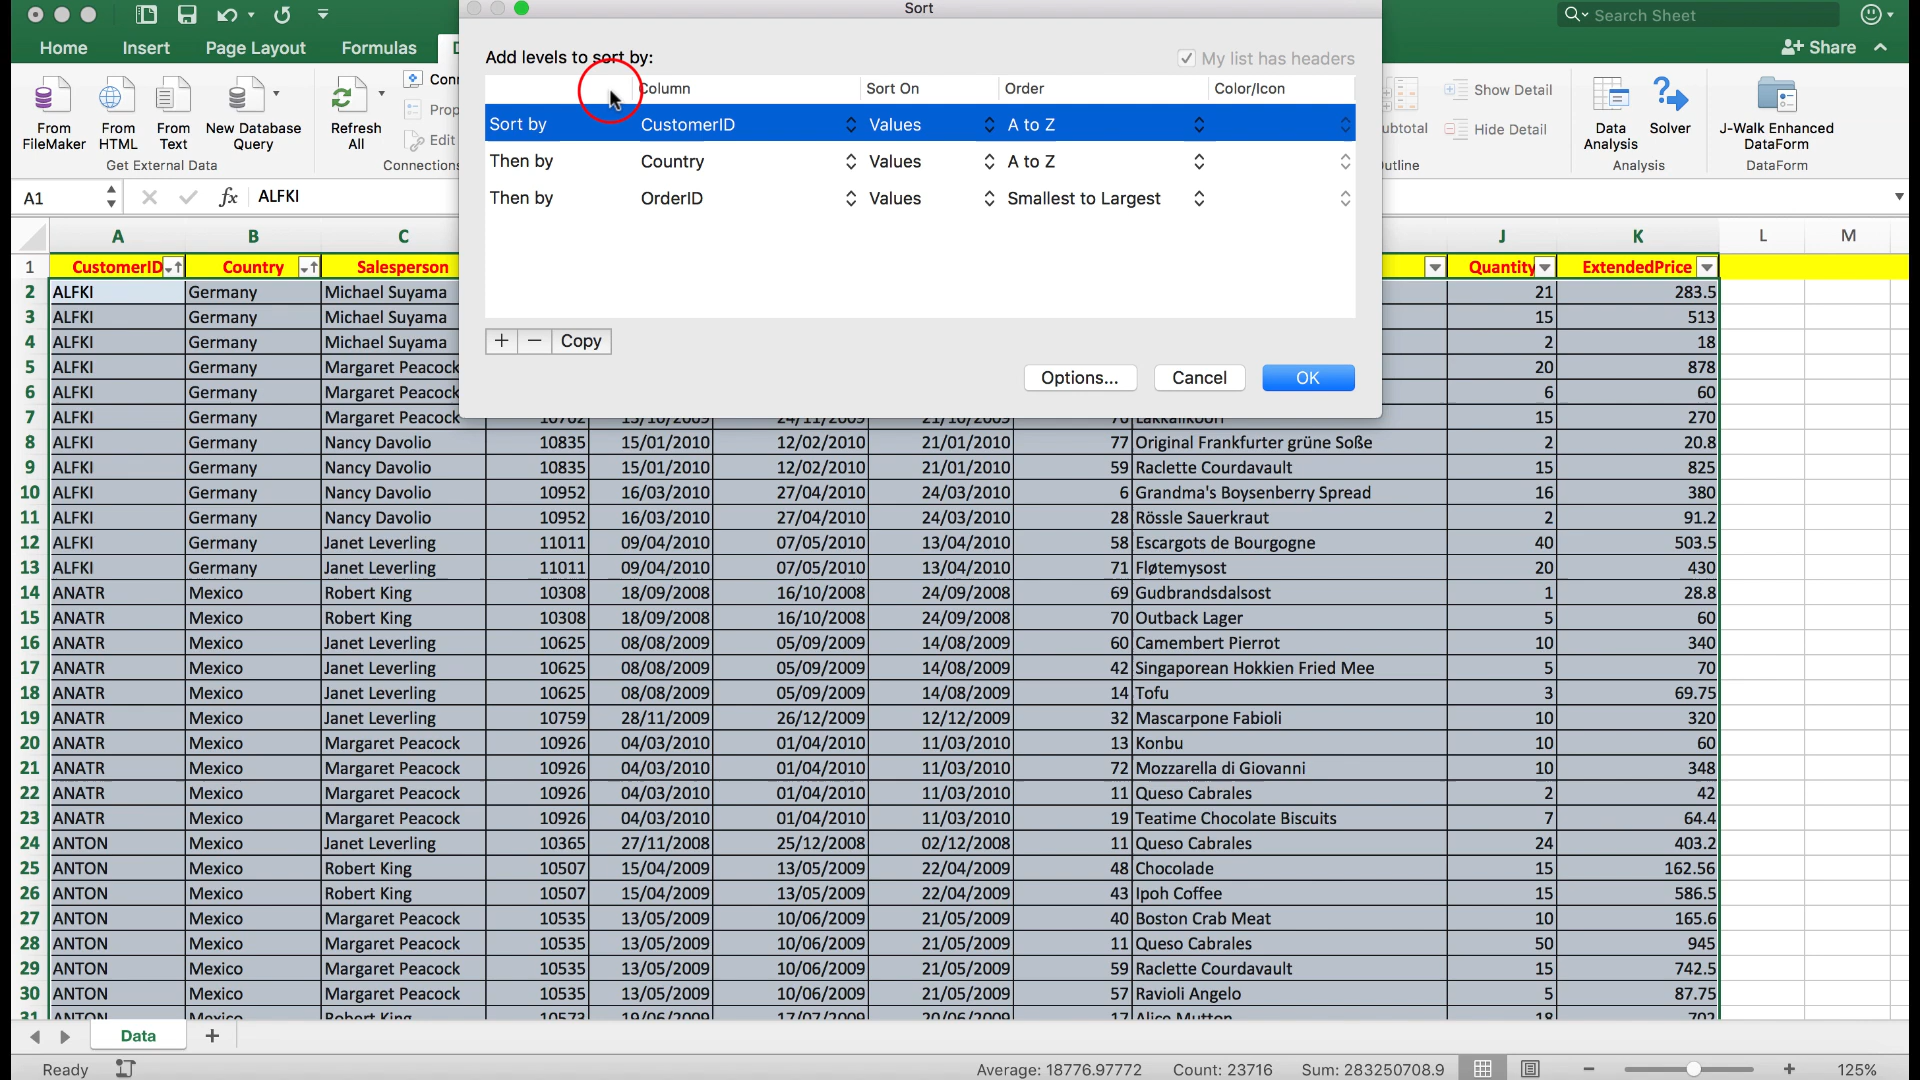 Sort
Search Sheet
Home Insert Page Layout Formulas D
Share
From FileMaker
From HTML
From Text
New Database Query
Get External Data
Refresh All
Con
Prop
Edit
Connections
Add levels to sort by:
My list has headers
Column Sort On Order Color/Icon
Sort by CustomerID Values A to Z
Then by Country Values A to Z
Then by OrderID Values Smallest to Largest
+ − Copy
Options... Cancel OK
ubtotal
Show Detail
Hide Detail
utline
Data Analysis
Solver
Analysis
J-Walk Enhanced DataForm
DataForm
A1 fx ALFKI
A B C J K L M
1 CustomerID Country Salesperson Quantity ExtendedPrice
2 ALFKI Germany Michael Suyama 21 283.5
3 ALFKI Germany Michael Suyama 15 513
4 ALFKI Germany Michael Suyama 2 18
5 ALFKI Germany Margaret Peacock 20 878
6 ALFKI Germany Margaret Peacock 6 60
7 ALFKI Germany Margaret Peacock 15 270
8 ALFKI Germany Nancy Davolio 10835 15/01/2010 12/02/2010 21/01/2010 77 Original Frankfurter grüne Soße 2 20.8
9 ALFKI Germany Nancy Davolio 10835 15/01/2010 12/02/2010 21/01/2010 59 Raclette Courdavault 15 825
10 ALFKI Germany Nancy Davolio 10952 16/03/2010 27/04/2010 24/03/2010 6 Grandma's Boysenberry Spread 16 380
11 ALFKI Germany Nancy Davolio 10952 16/03/2010 27/04/2010 24/03/2010 28 Rössle Sauerkraut 2 91.2
12 ALFKI Germany Janet Leverling 11011 09/04/2010 07/05/2010 13/04/2010 58 Escargots de Bourgogne 40 503.5
13 ALFKI Germany Janet Leverling 11011 09/04/2010 07/05/2010 13/04/2010 71 Fløtemysost 20 430
14 ANATR Mexico Robert King 10308 18/09/2008 16/10/2008 24/09/2008 69 Gudbrandsdalsost 1 28.8
15 ANATR Mexico Robert King 10308 18/09/2008 16/10/2008 24/09/2008 70 Outback Lager 5 60
16 ANATR Mexico Janet Leverling 10625 08/08/2009 05/09/2009 14/08/2009 60 Camembert Pierrot 10 340
17 ANATR Mexico Janet Leverling 10625 08/08/2009 05/09/2009 14/08/2009 42 Singaporean Hokkien Fried Mee 5 70
18 ANATR Mexico Janet Leverling 10625 08/08/2009 05/09/2009 14/08/2009 14 Tofu 3 69.75
19 ANATR Mexico Janet Leverling 10759 28/11/2009 26/12/2009 12/12/2009 32 Mascarpone Fabioli 10 320
20 ANATR Mexico Margaret Peacock 10926 04/03/2010 01/04/2010 11/03/2010 13 Konbu 10 60
21 ANATR Mexico Margaret Peacock 10926 04/03/2010 01/04/2010 11/03/2010 72 Mozzarella di Giovanni 10 348
22 ANATR Mexico Margaret Peacock 10926 04/03/2010 01/04/2010 11/03/2010 11 Queso Cabrales 2 42
23 ANATR Mexico Margaret Peacock 10926 04/03/2010 01/04/2010 11/03/2010 19 Teatime Chocolate Biscuits 7 64.4
24 ANTON Mexico Janet Leverling 10365 27/11/2008 25/12/2008 02/12/2008 11 Queso Cabrales 24 403.2
25 ANTON Mexico Robert King 10507 15/04/2009 13/05/2009 22/04/2009 48 Chocolade 15 162.56
26 ANTON Mexico Robert King 10507 15/04/2009 13/05/2009 22/04/2009 43 Ipoh Coffee 15 586.5
27 ANTON Mexico Margaret Peacock 10535 13/05/2009 10/06/2009 21/05/2009 40 Boston Crab Meat 10 165.6
28 ANTON Mexico Margaret Peacock 10535 13/05/2009 10/06/2009 21/05/2009 11 Queso Cabrales 50 945
29 ANTON Mexico Margaret Peacock 10535 13/05/2009 10/06/2009 21/05/2009 59 Raclette Courdavault 15 742.5
30 ANTON Mexico Margaret Peacock 10535 13/05/2009 10/06/2009 21/05/2009 57 Ravioli Angelo 5 87.75
31 ANTON Mexico Robert King 10573 19/06/2009 17/07/2009 20/06/2009 17 Alice Mutton 18 702
Data +
Ready Average: 18776.97772 Count: 23716 Sum: 283250708.9 − + 125%